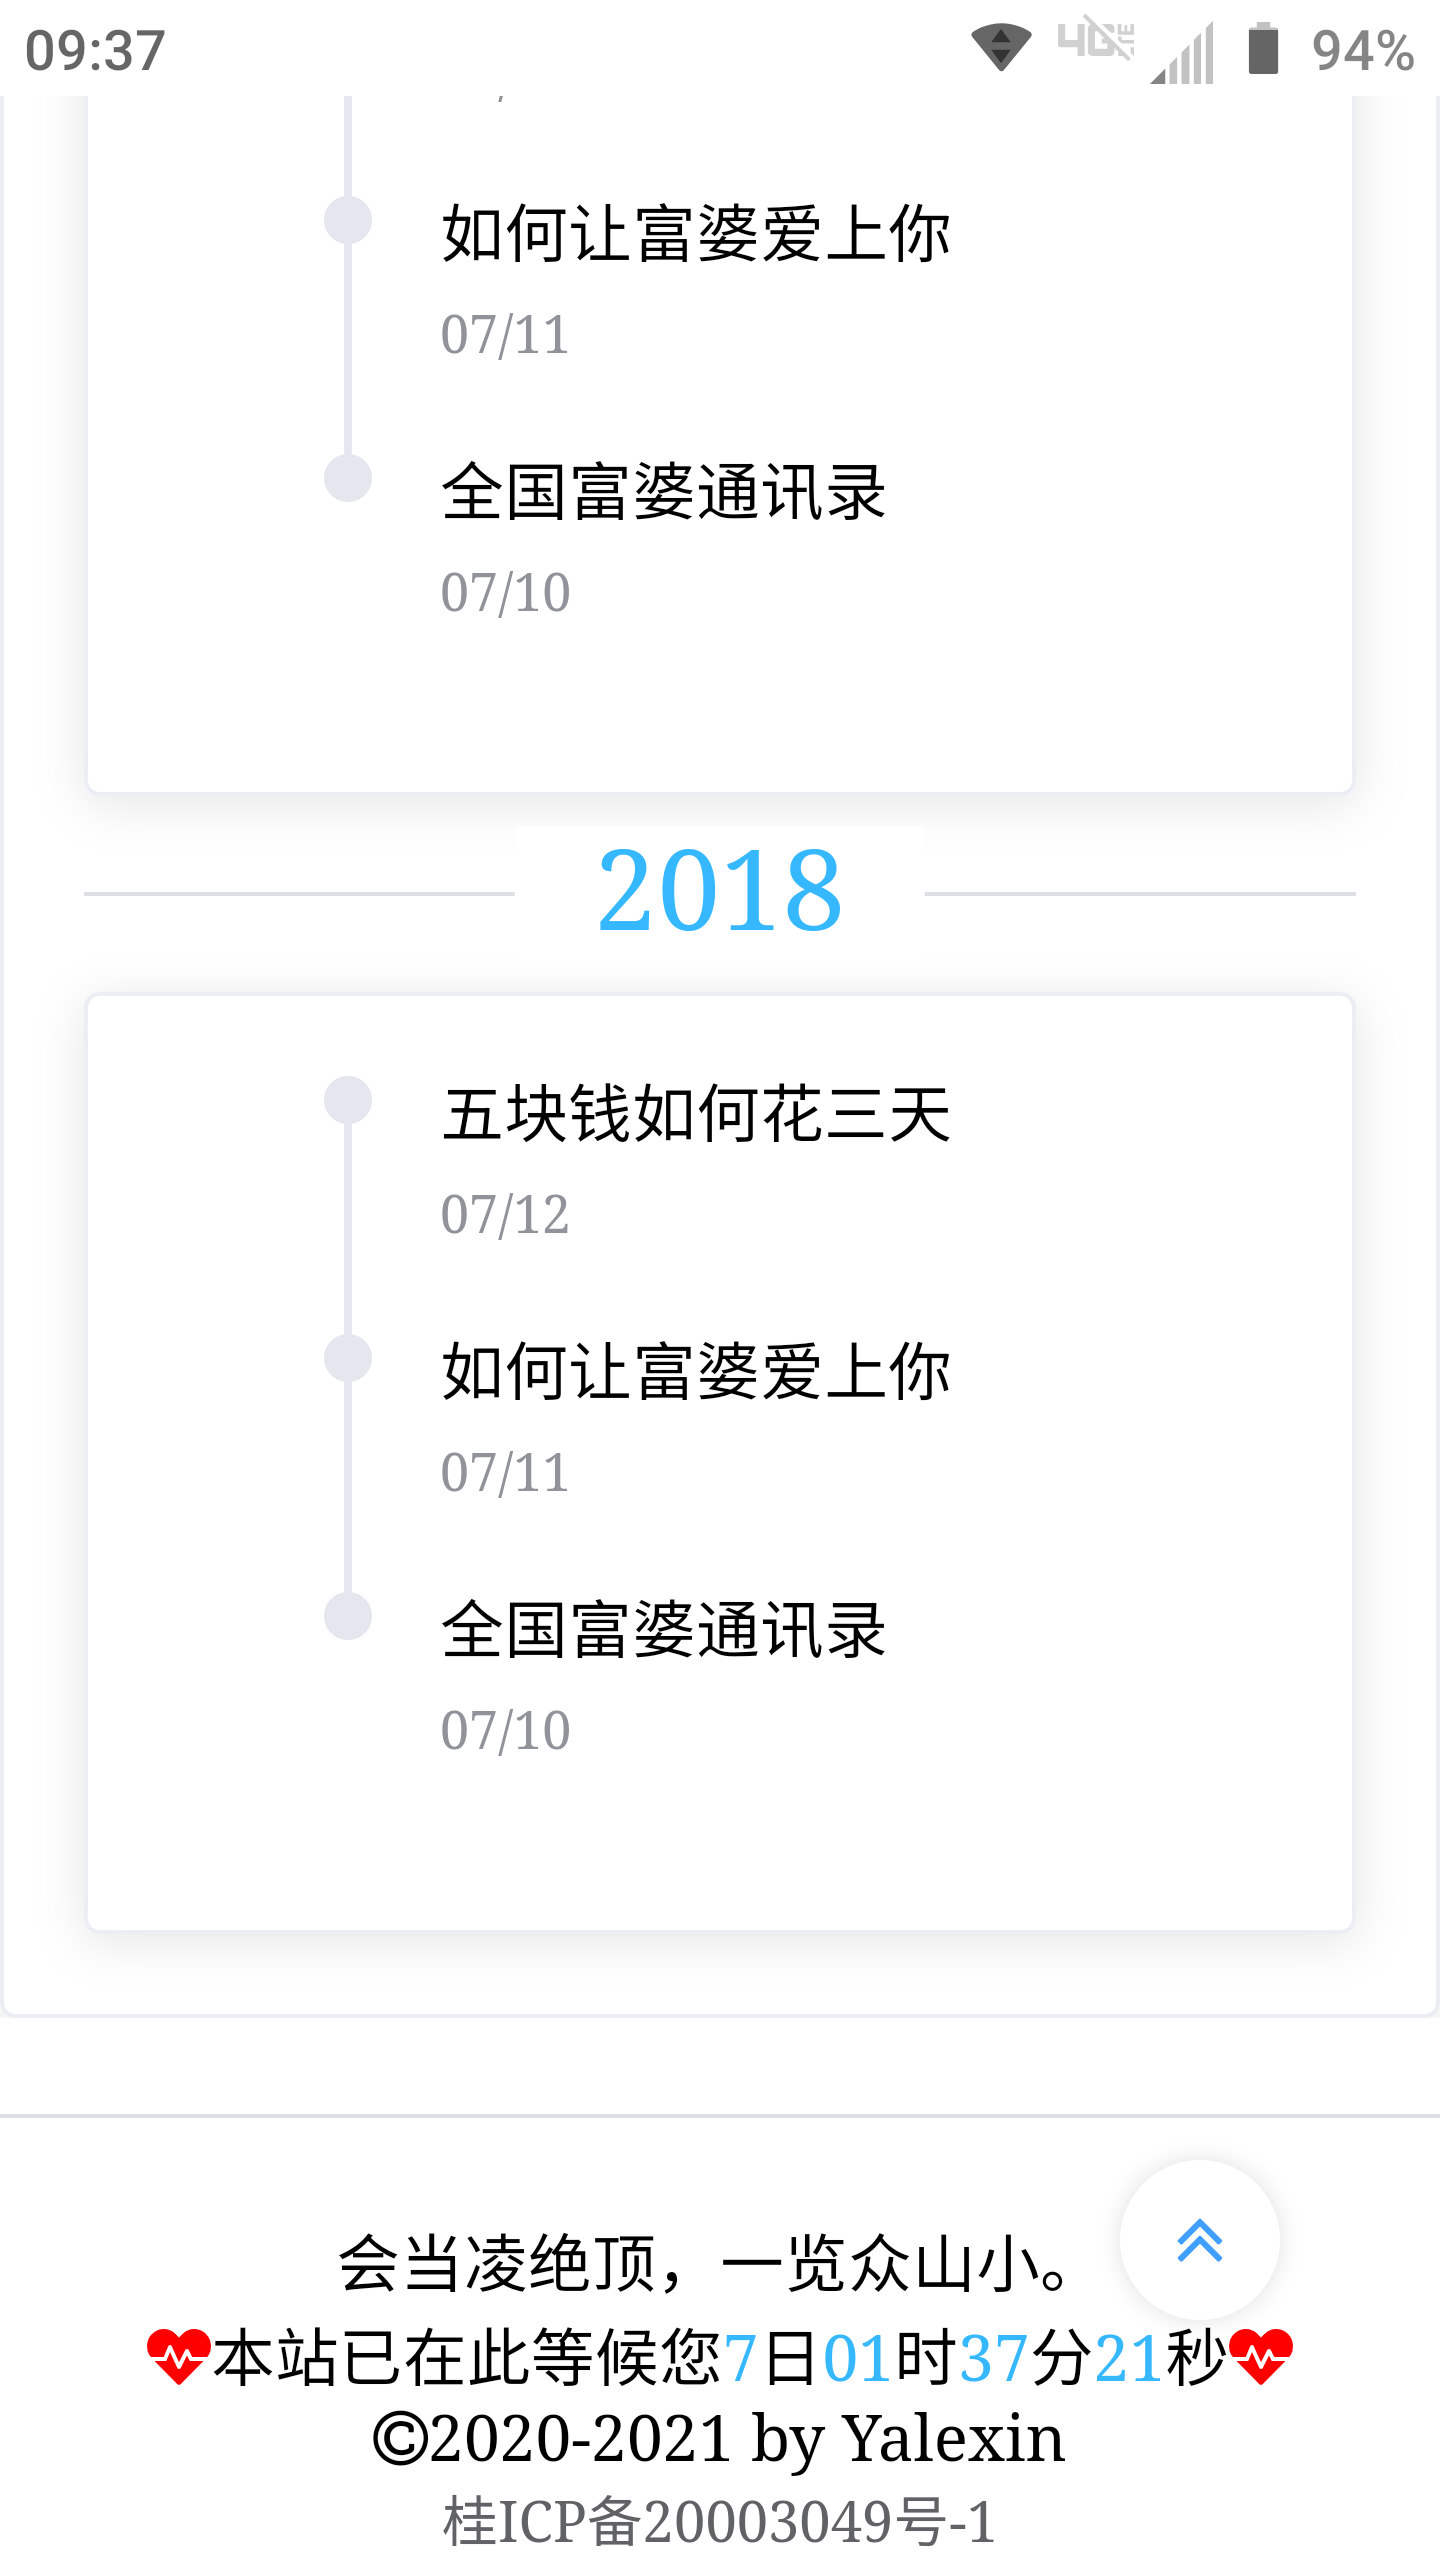 09:37 94%
如何让富婆爱上你
07/11
全国富婆通讯录
07/10
2018
五块钱如何花三天
07/12
如何让富婆爱上你
07/11
全国富婆通讯录
07/10
会当凌绝顶，一览众山小。
本站已在此等候您7日01时37分21秒
©2020-2021 by Yalexin
桂ICP备20003049号-1